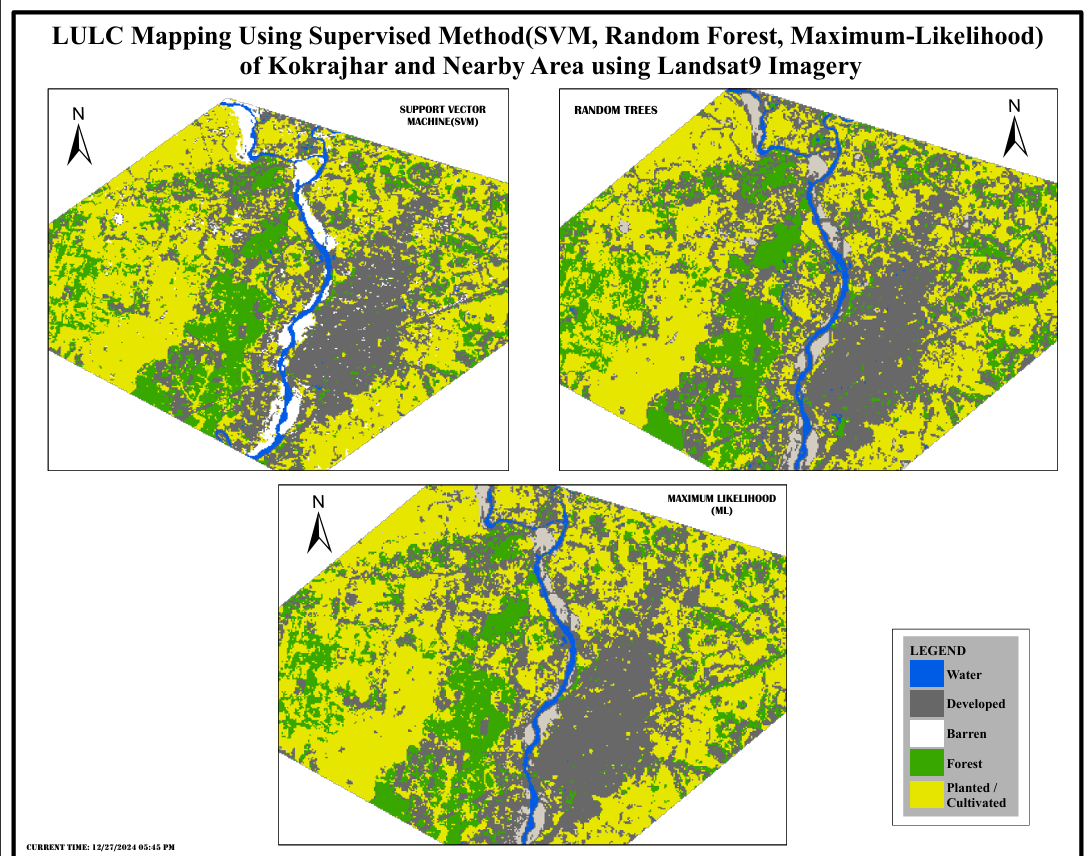 LULC Mapping Using Supervised Method(SVM, Random Forest, Maximum-Likelihood)
of Kokrajhar and Nearby Area using Landsat9 Imagery
N
SUPPORT VECTOR
MACHINE(SVM)
RANDOM TREES
N
N
MAXIMUM LIKELIHOOD
(ML)
LEGEND
Water
Developed
Barren
Forest
Planted /
Cultivated
CURRENT TIME: 12/27/2024 05:45 PM